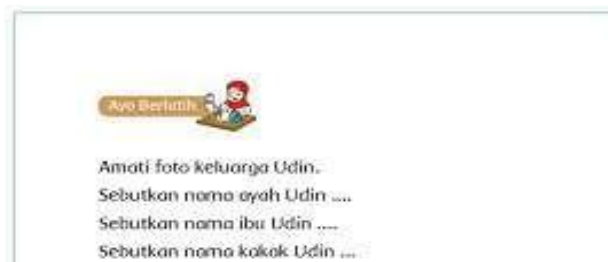 Ayo Berlatih
Amati foto keluarga Udin.
Sebutkan nama ayah Udin ....
Sebutkan nama ibu Udin ....
Sebutkan nama kakak Udin ...